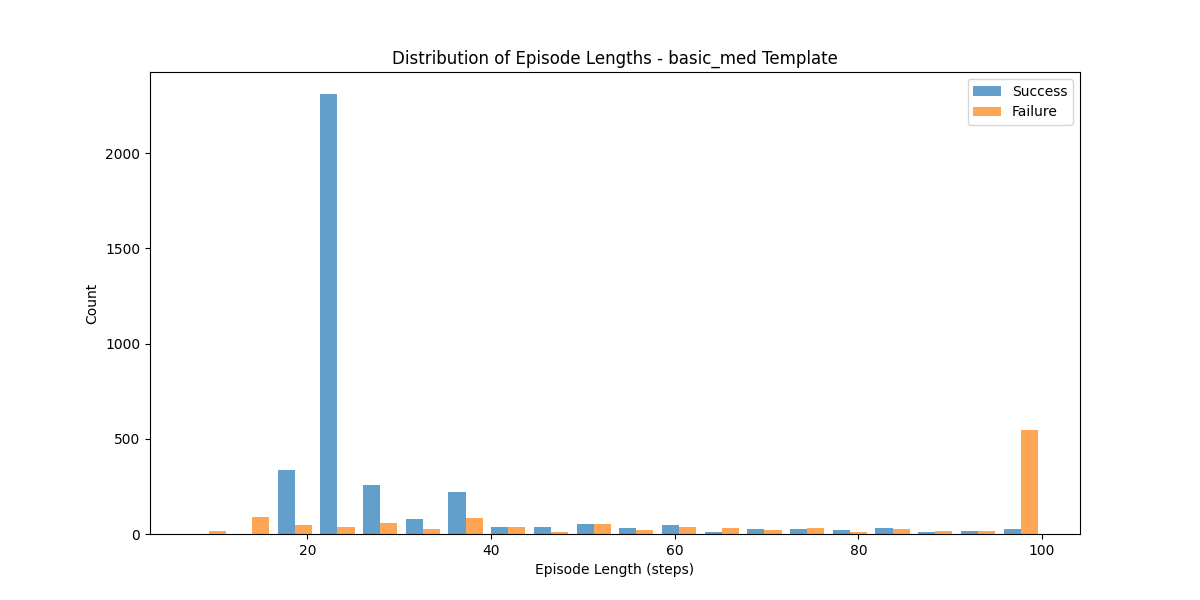 Distribution of Episode Lengths - basic_med Template
Success
Failure
2000
1500
1000
500
0
Count
20
40
60
80
100
Episode Length (steps)